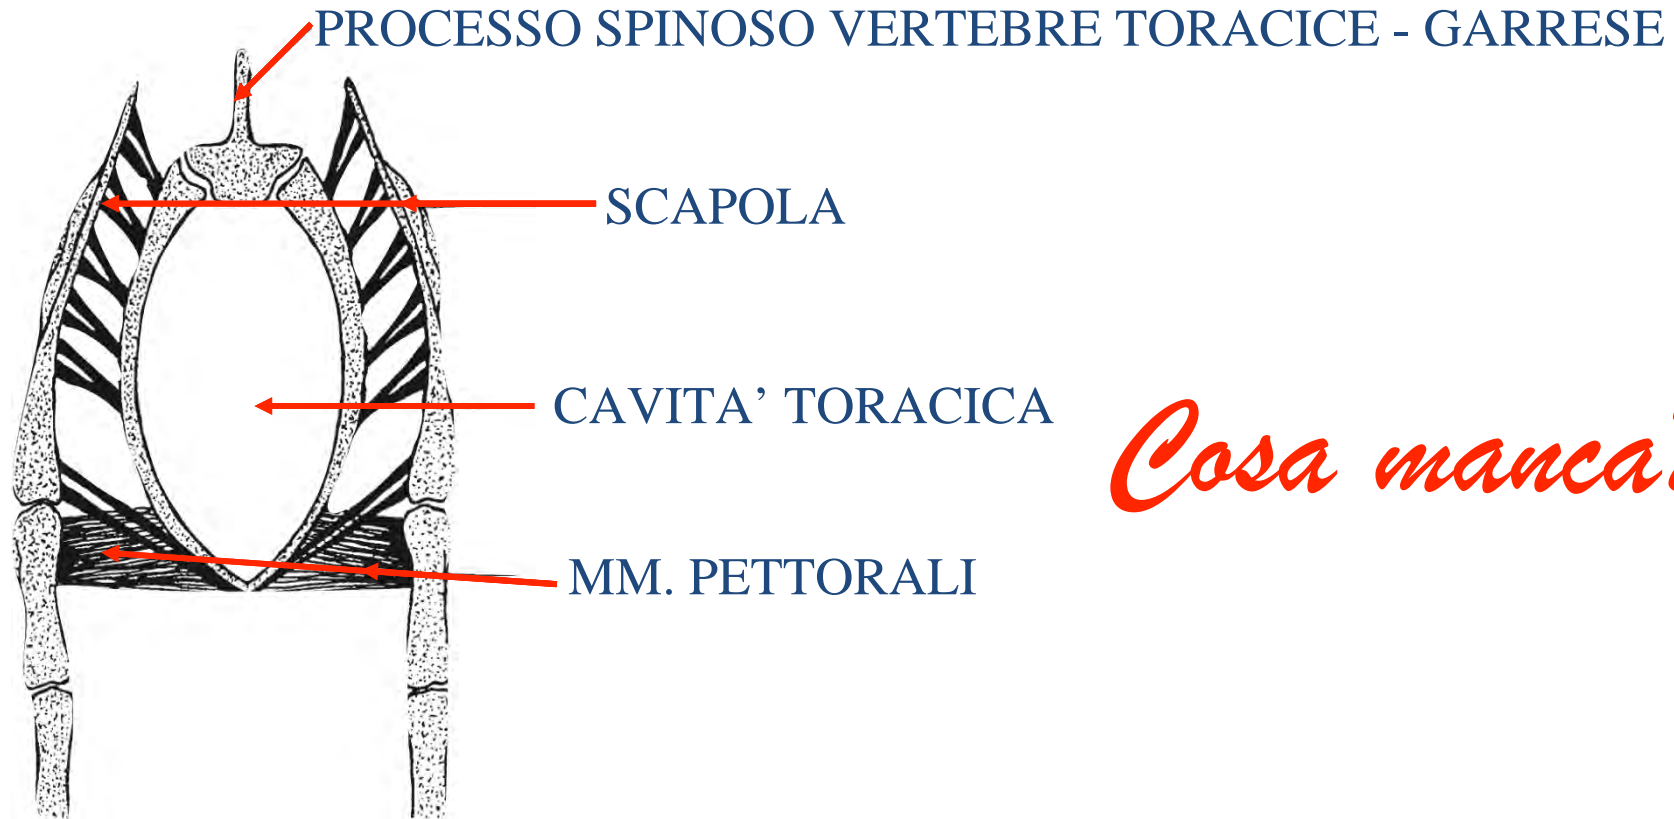 PROCESSO SPINOSO VERTEBRE TORACICE - GARRESE
SCAPOLA
CAVITA’ TORACICA
Cosa manca?
MM. PETTORALI